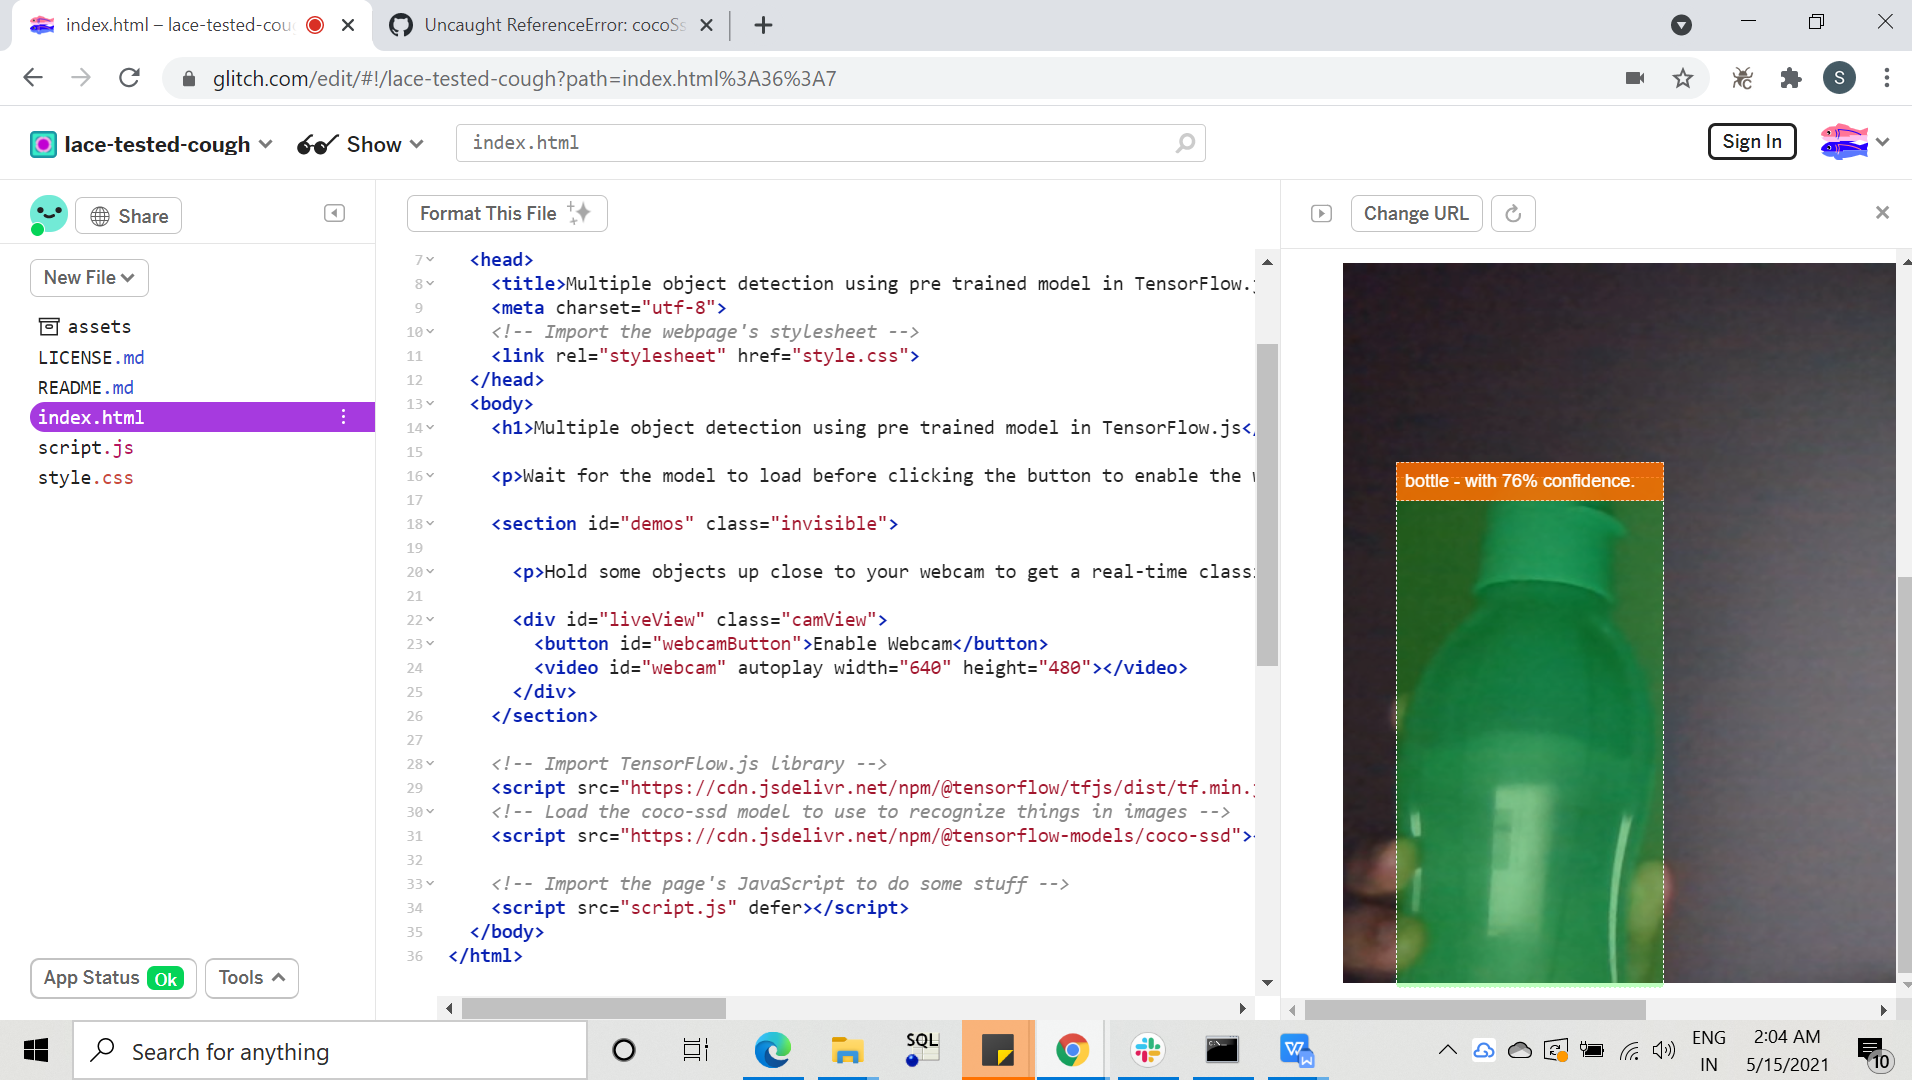 index.html – lace-tested-cou
Uncaught ReferenceError: cocoSs
glitch.com/edit/#!/lace-tested-cough?path=index.html%3A36%3A7
S
lace-tested-cough
Show
index.html
Sign In
Share
Format This File
Change URL
New File
assets
LICENSE.md
README.md
index.html
script.js
style.css
7 <head>
8 <title>Multiple object detection using pre trained model in TensorFlow.j
9 <meta charset="utf-8">
10 <!-- Import the webpage's stylesheet -->
11 <link rel="stylesheet" href="style.css">
12 </head>
13 <body>
14 <h1>Multiple object detection using pre trained model in TensorFlow.js</
15
16 <p>Wait for the model to load before clicking the button to enable the w
17
18 <section id="demos" class="invisible">
19
20 <p>Hold some objects up close to your webcam to get a real-time classi
21
22 <div id="liveView" class="camView">
23 <button id="webcamButton">Enable Webcam</button>
24 <video id="webcam" autoplay width="640" height="480"></video>
25 </div>
26 </section>
27
28 <!-- Import TensorFlow.js library -->
29 <script src="https://cdn.jsdelivr.net/npm/@tensorflow/tfjs/dist/tf.min.j
30 <!-- Load the coco-ssd model to use to recognize things in images -->
31 <script src="https://cdn.jsdelivr.net/npm/@tensorflow-models/coco-ssd"><
32
33 <!-- Import the page's JavaScript to do some stuff -->
34 <script src="script.js" defer></script>
35 </body>
36 </html>
bottle - with 76% confidence.
App Status Ok
Tools
Search for anything
SQL
ENG
IN
2:04 AM
5/15/2021
10